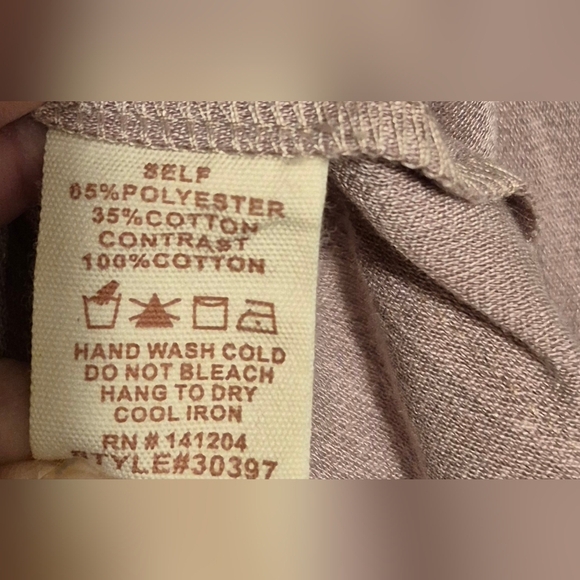 SELF
65%POLYESTER
35%COTTON
CONTRAST
100%COTTON
HAND WASH COLD
DO NOT BLEACH
HANG TO DRY
COOL IRON
RN # 141204
STYLE#30397